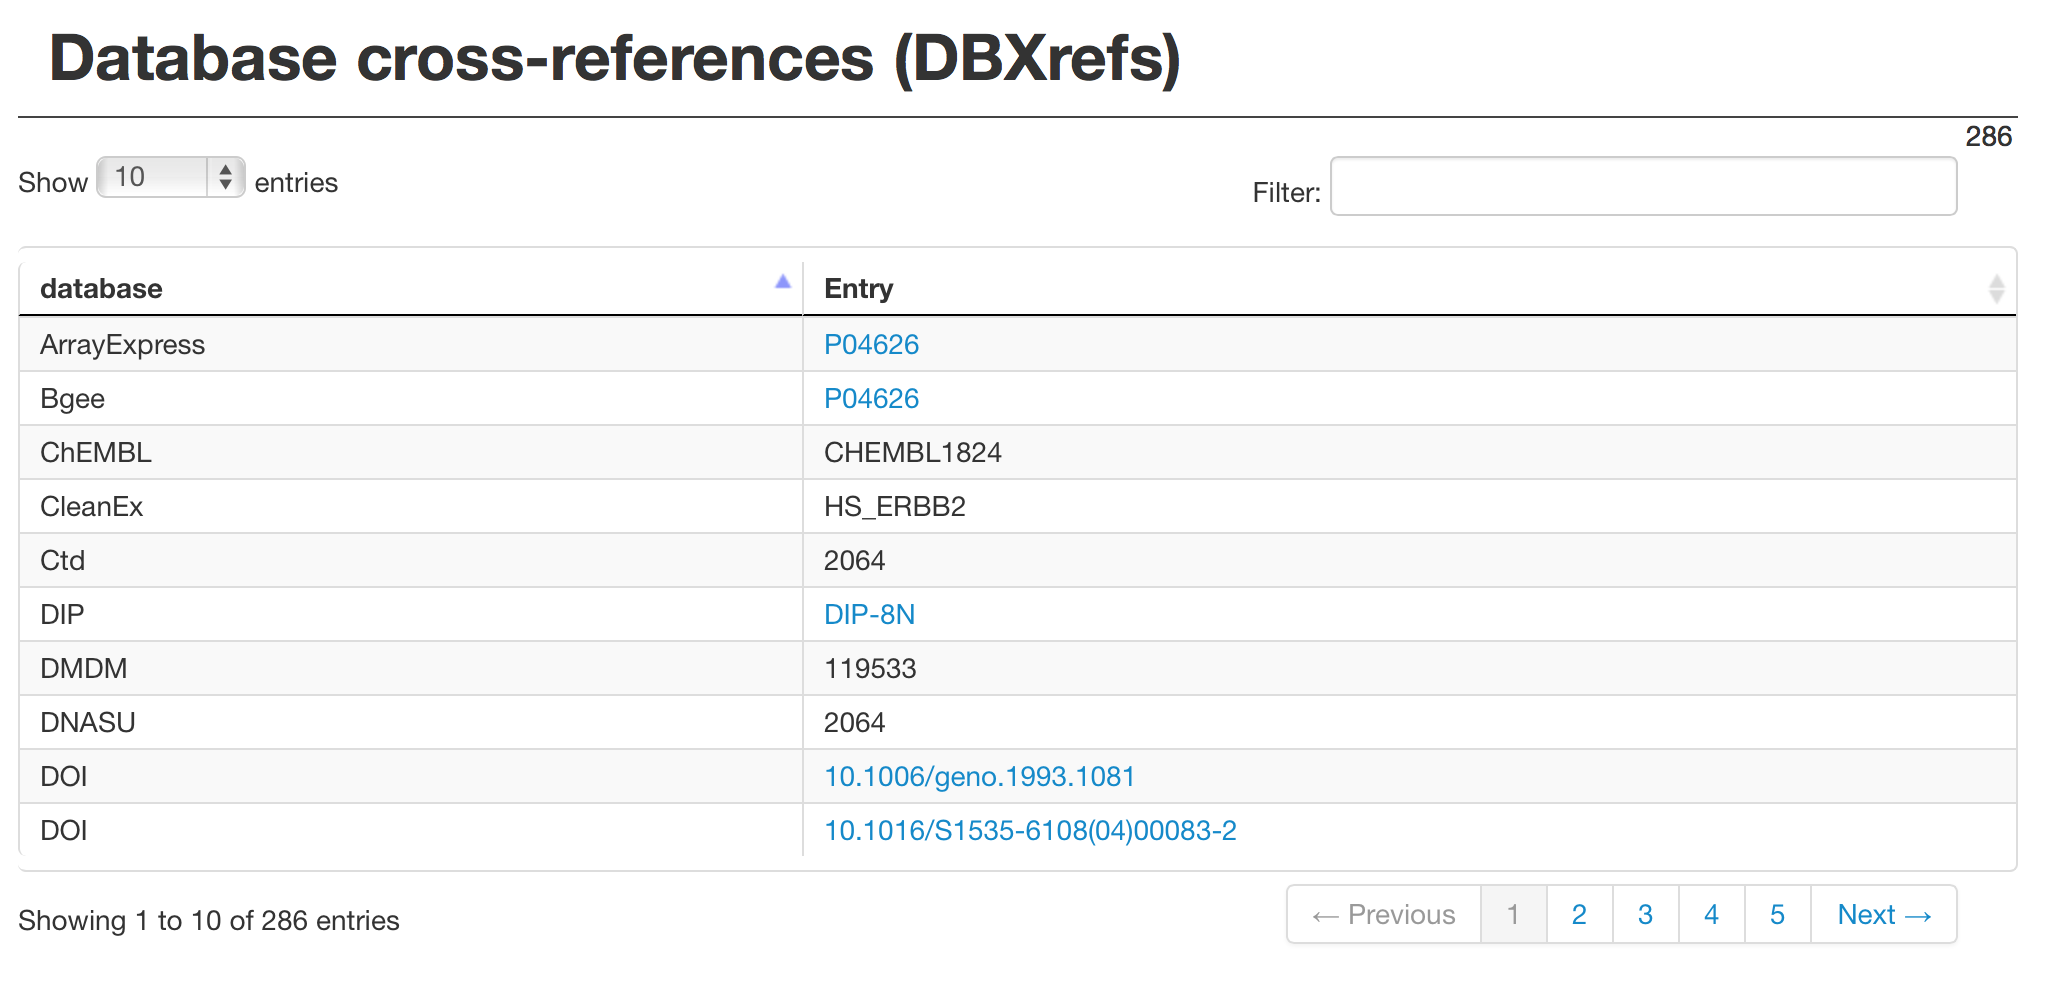 Database cross-references (DBXrefs)
286
Show 10 entries Filter:
database Entry
ArrayExpress P04626
Bgee P04626
ChEMBL CHEMBL1824
CleanEx HS_ERBB2
Ctd 2064
DIP DIP-8N
DMDM 119533
DNASU 2064
DOI 10.1006/geno.1993.1081
DOI 10.1016/S1535-6108(04)00083-2
Showing 1 to 10 of 286 entries ← Previous 1 2 3 4 5 Next →